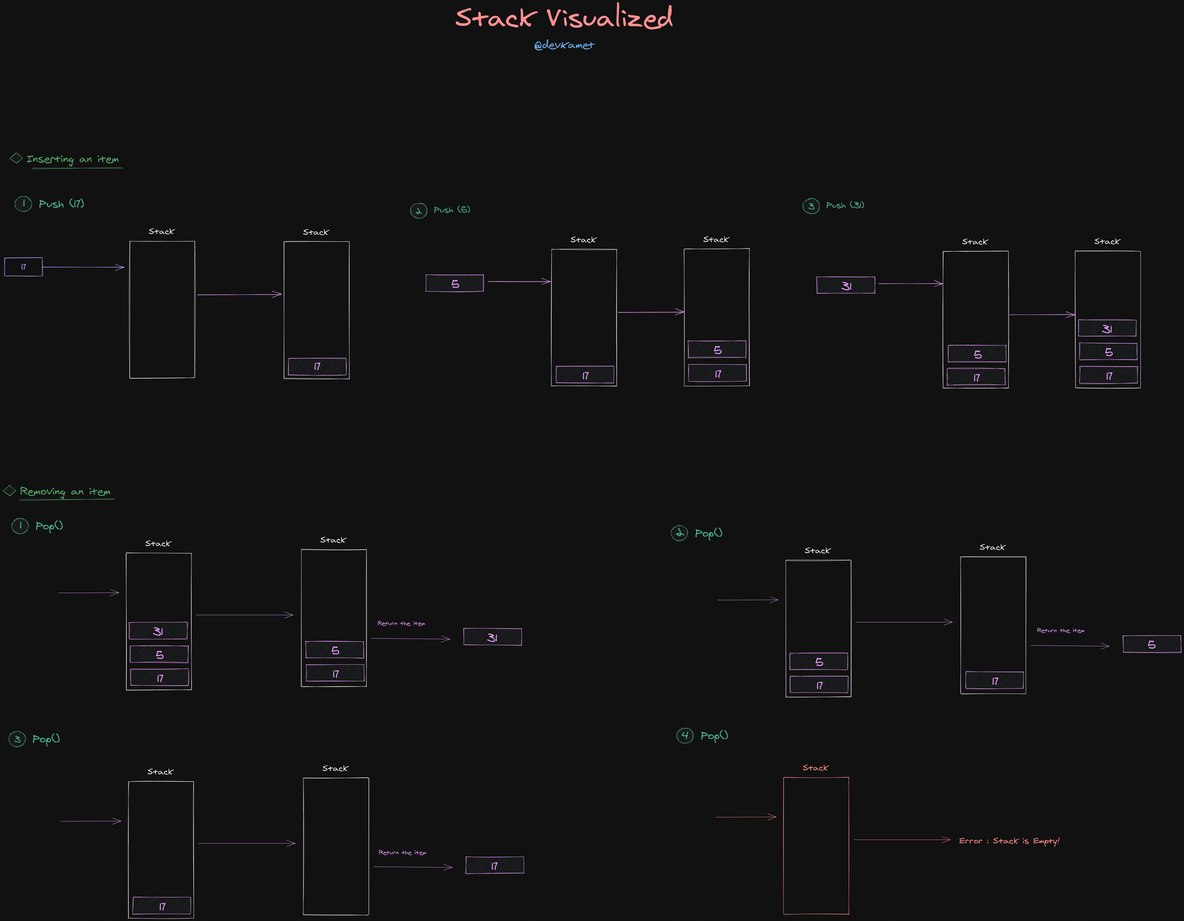 Stack Visualized
@devkamet
Inserting an item
1 Push (17)
Stack
Stack
17
17
2 Push (5)
Stack
Stack
5
5
17
17
3 Push (31)
Stack
Stack
31
31
5
5
17
17
Removing an item
1 Pop()
Stack
Stack
Return the item
31
31
5
5
17
17
2 Pop()
Stack
Stack
Return the item
5
5
17
17
3 Pop()
Stack
Stack
Return the item
17
17
4 Pop()
Stack
Error : Stack is Empty!